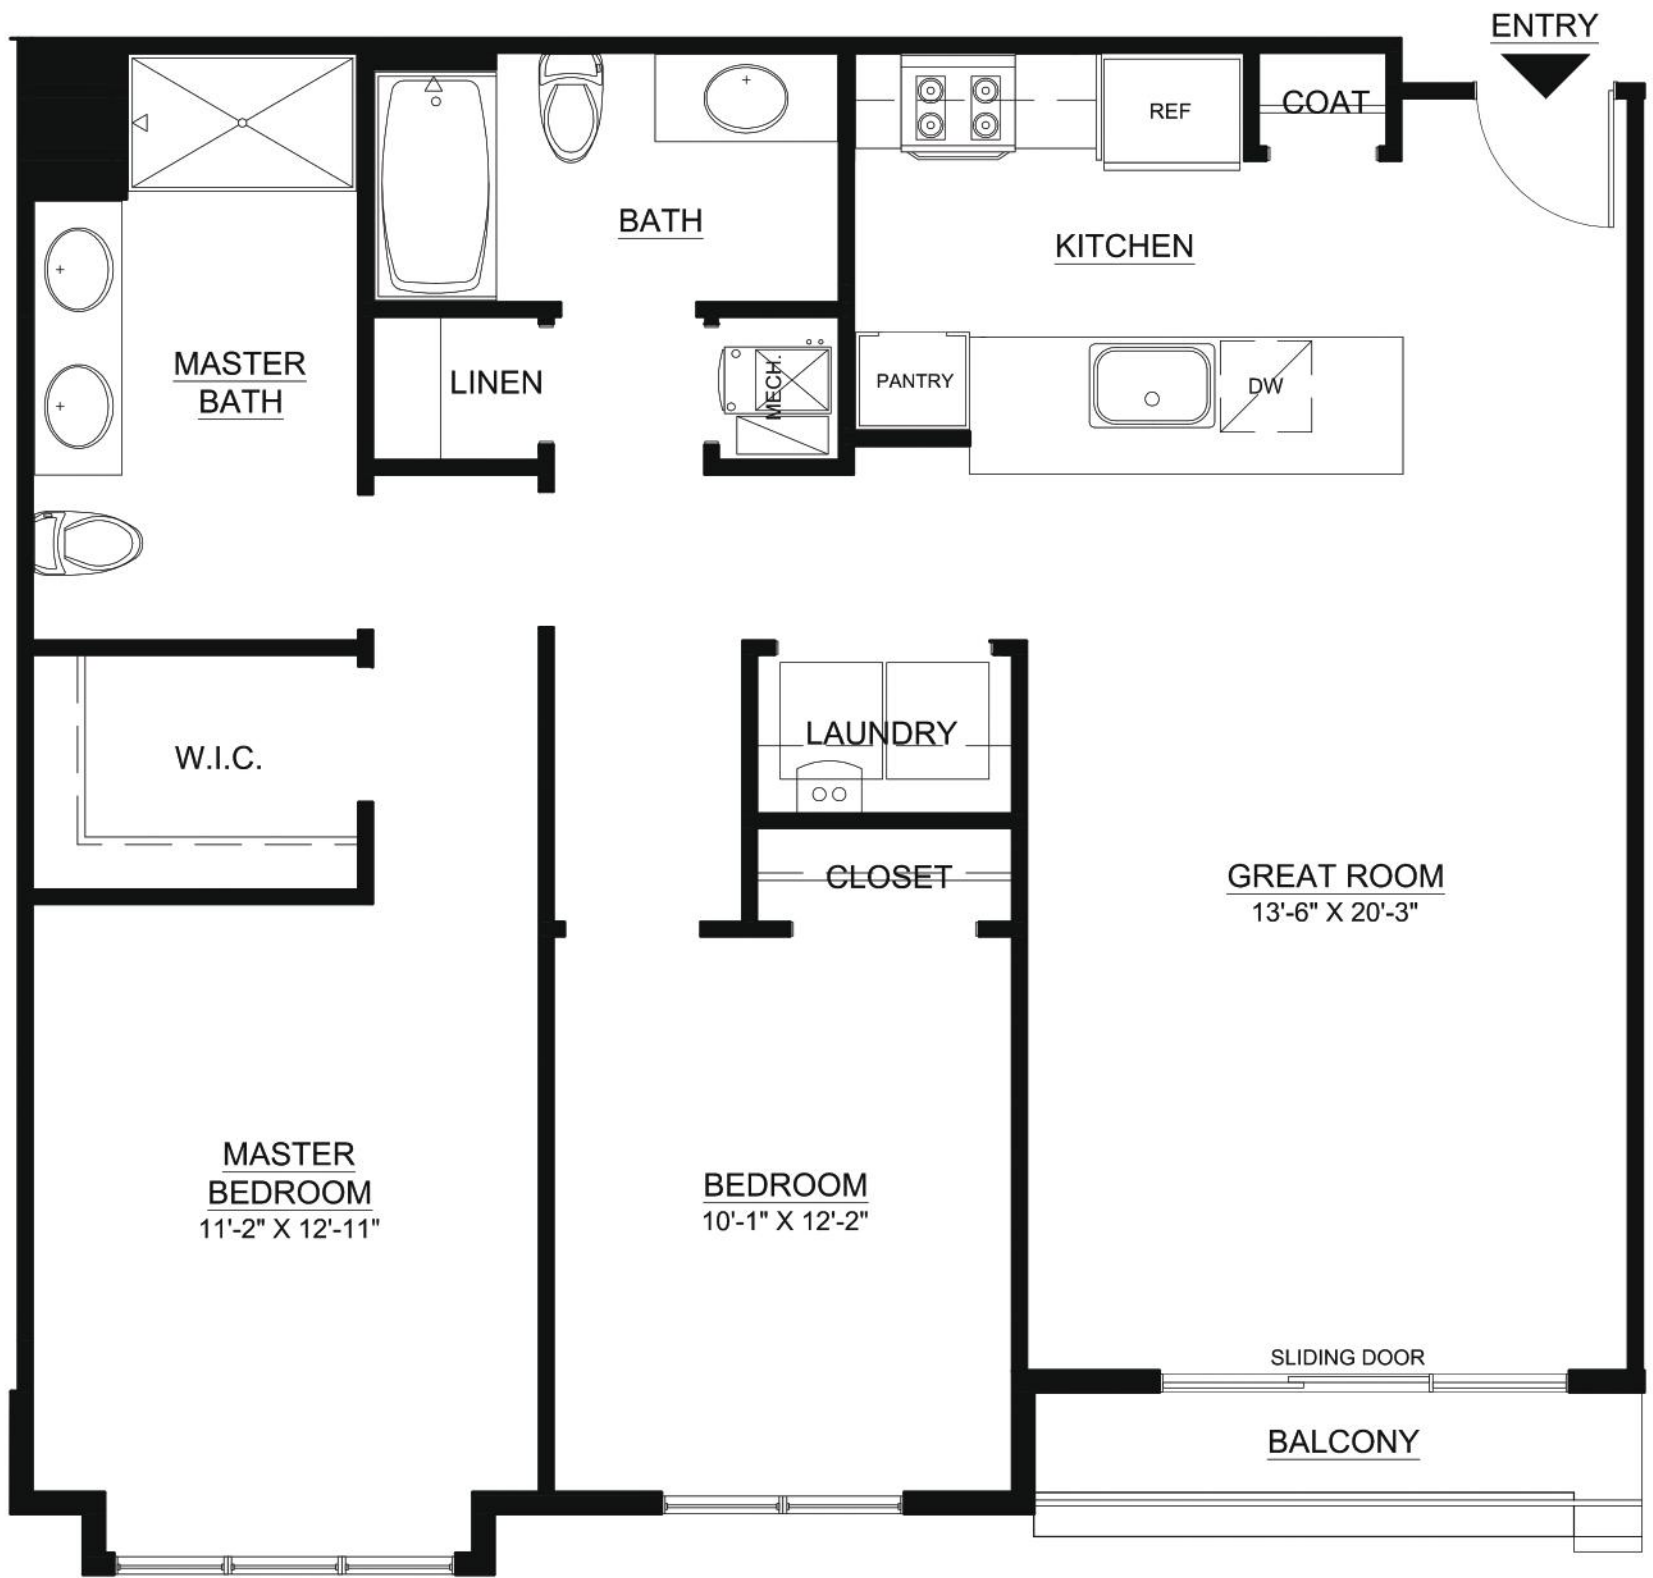 ENTRY
COAT
REF
BATH
KITCHEN
MASTER
BATH
LINEN
MECH.
PANTRY
DW
LAUNDRY
W.I.C.
CLOSET
GREAT ROOM
13'-6" X 20'-3"
MASTER
BEDROOM
11'-2" X 12'-11"
BEDROOM
10'-1" X 12'-2"
SLIDING DOOR
BALCONY